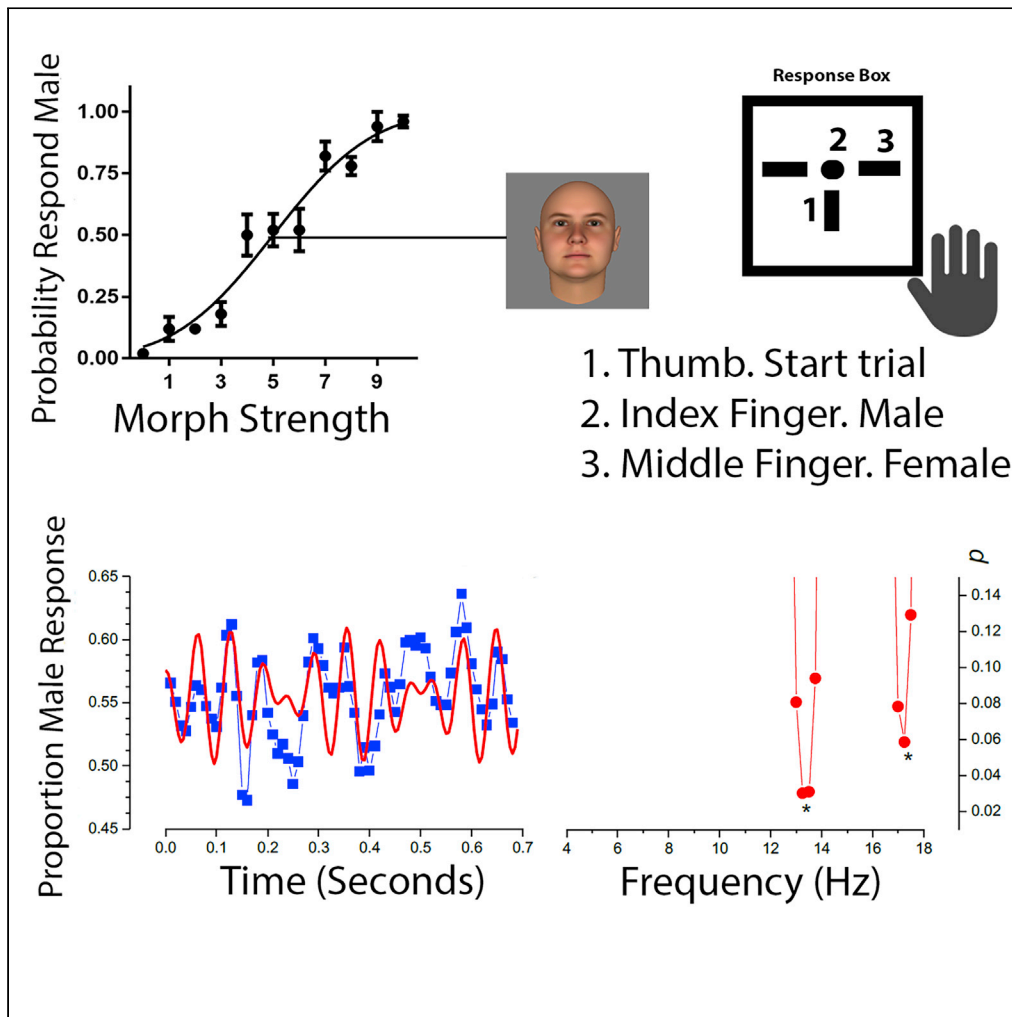 Probability Respond Male
1.00
0.75
0.50
0.25
0.00
1 3 5 7 9
Morph Strength
Response Box
2 3
1
1. Thumb. Start trial
2. Index Finger. Male
3. Middle Finger. Female
Proportion Male Response
0.65
0.60
0.55
0.50
0.45
0.0 0.1 0.2 0.3 0.4 0.5 0.6 0.7
Time (Seconds)
p
0.14
0.12
0.10
0.08
0.06
0.04
0.02
* *
4 6 8 10 12 14 16 18
Frequency (Hz)